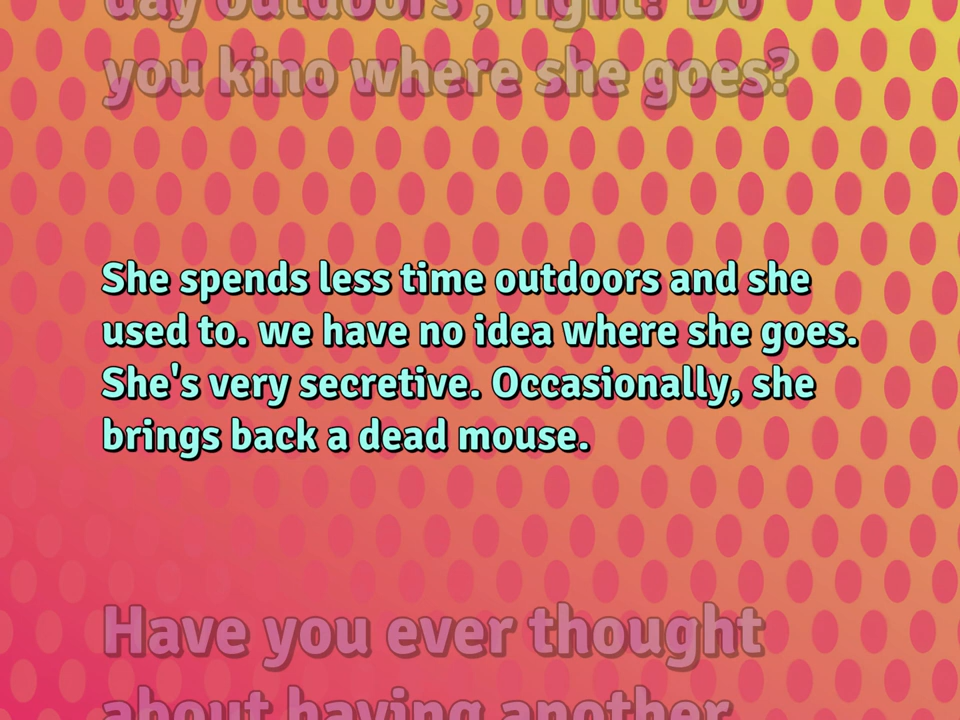 day outdoors', right? Do
you kino where she goes?
She spends less time outdoors and she
used to. we have no idea where she goes.
She's very secretive. Occasionally, she
brings back a dead mouse.
Have you ever thought
about having another